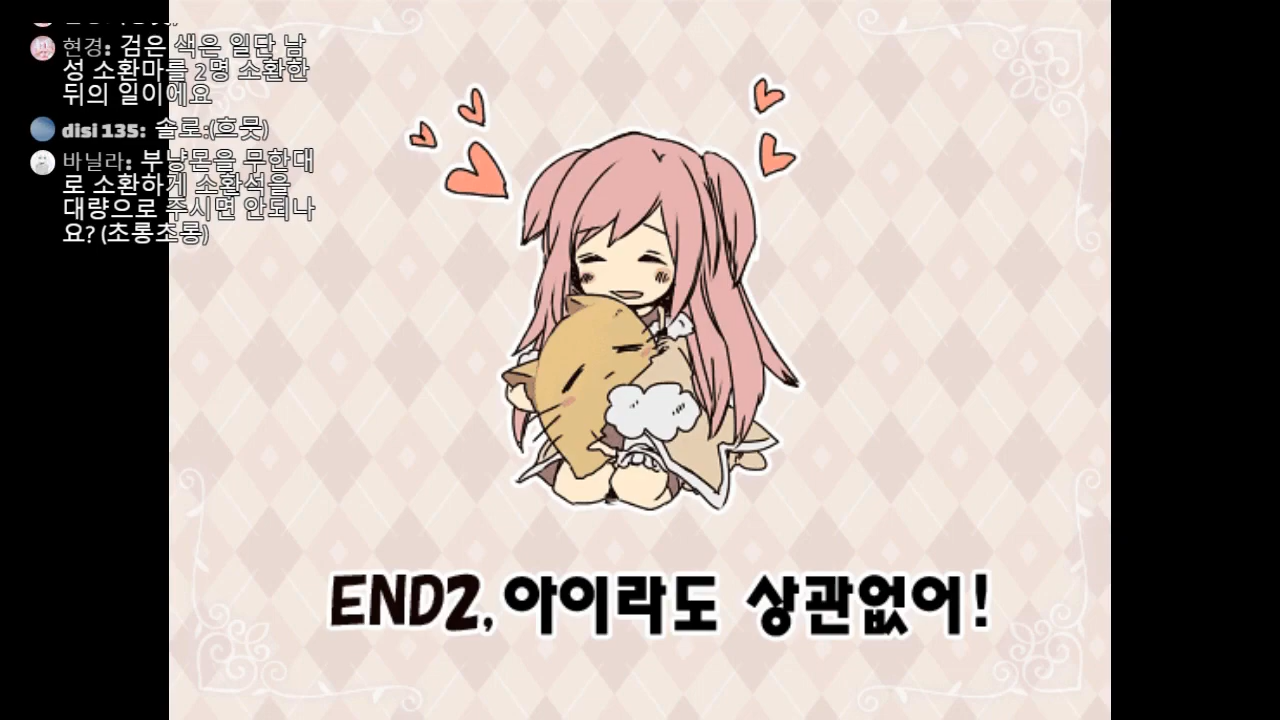 현경: 검은 색은 일단 남
성 소환마를 2명 소환한
뒤의 일이에요
disi 135: 솔로:(흐뭇)
바닐라: 부냥몬을 무한대
로 소환하게 소환석을
대량으로 주시면 안되나
요? (초롱초롱)
END2, 아이라도 상관없어!